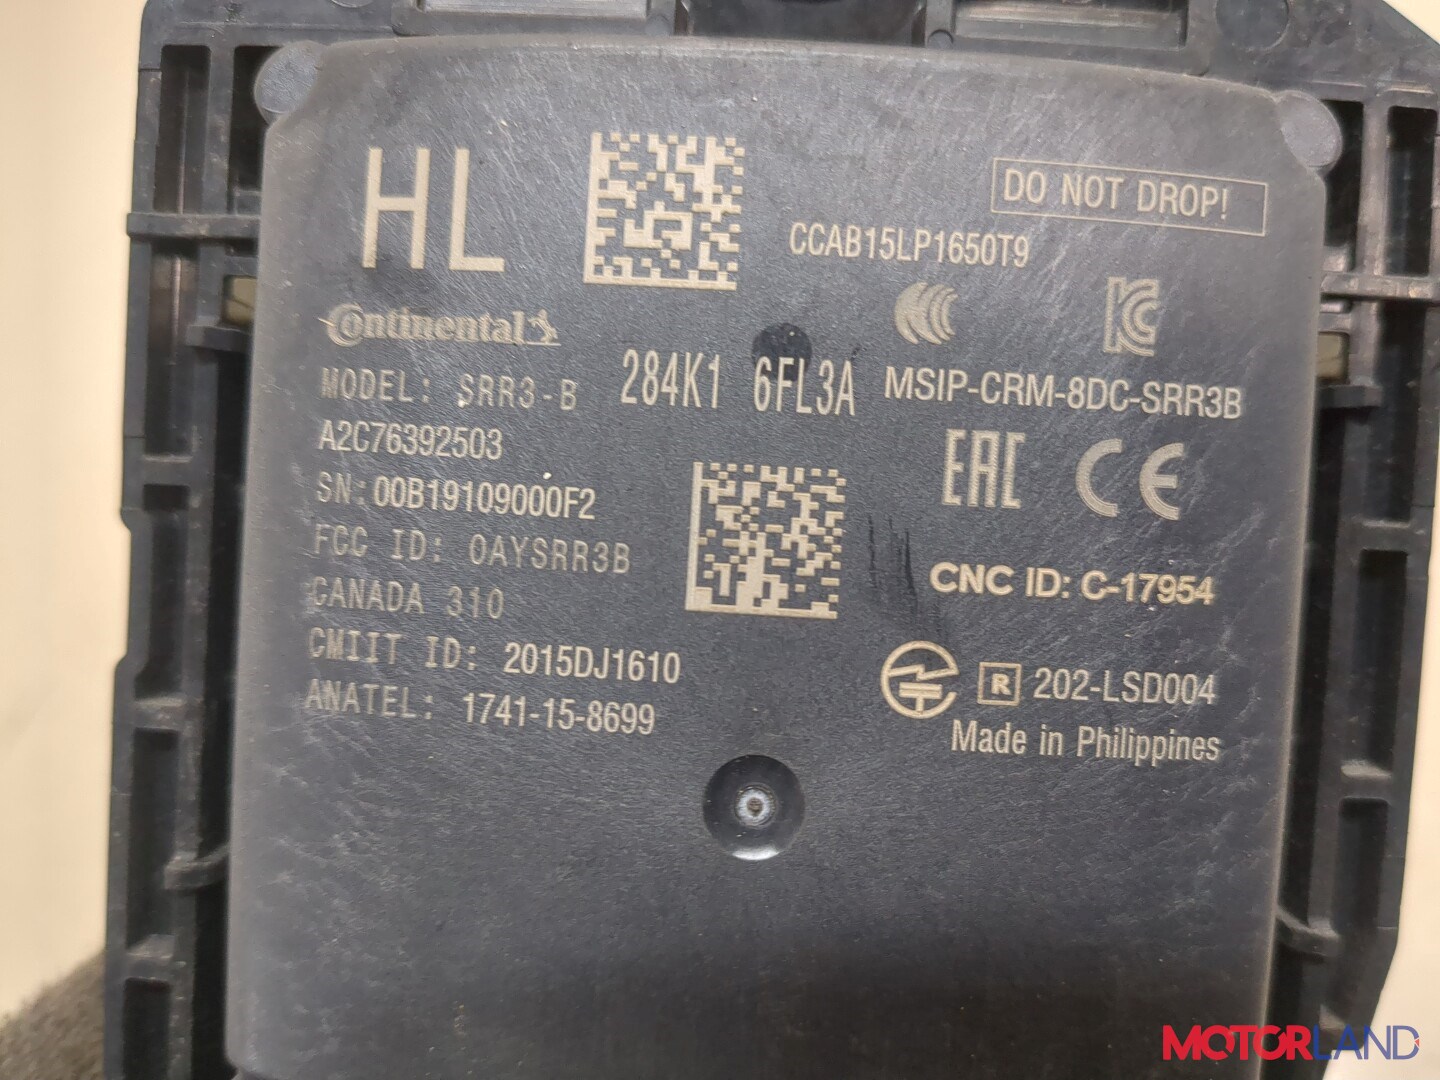 HL
DO NOT DROP!
CCAB15LP1650T9
Continental
MODEL: SRR3-B
284K1 6FL3A
MSIP-CRM-8DC-SRR3B
A2C76392503
EAC CE
SN: 00B19109000F2
FCC ID: OAYSRR3B
CNC ID: C-17954
CANADA 310
CMIIT ID: 2015DJ1610
R 202-LSD004
ANATEL: 1741-15-8699
Made in Philippines
MOTORLAND